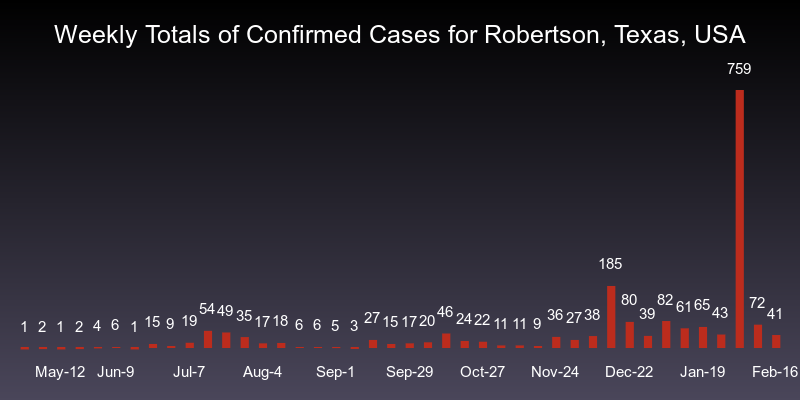 Weekly Totals of Confirmed Cases for Robertson, Texas, USA
759
185
1 2 1 2 4 6 1 15 9 19 54 49 35 17 18 6 6 5 3 27 15 17 20 46 24 22 11 11 9 36 27 38 80 39 82 61 65 43 72 41
May-12 Jun-9 Jul-7 Aug-4 Sep-1 Sep-29 Oct-27 Nov-24 Dec-22 Jan-19 Feb-16